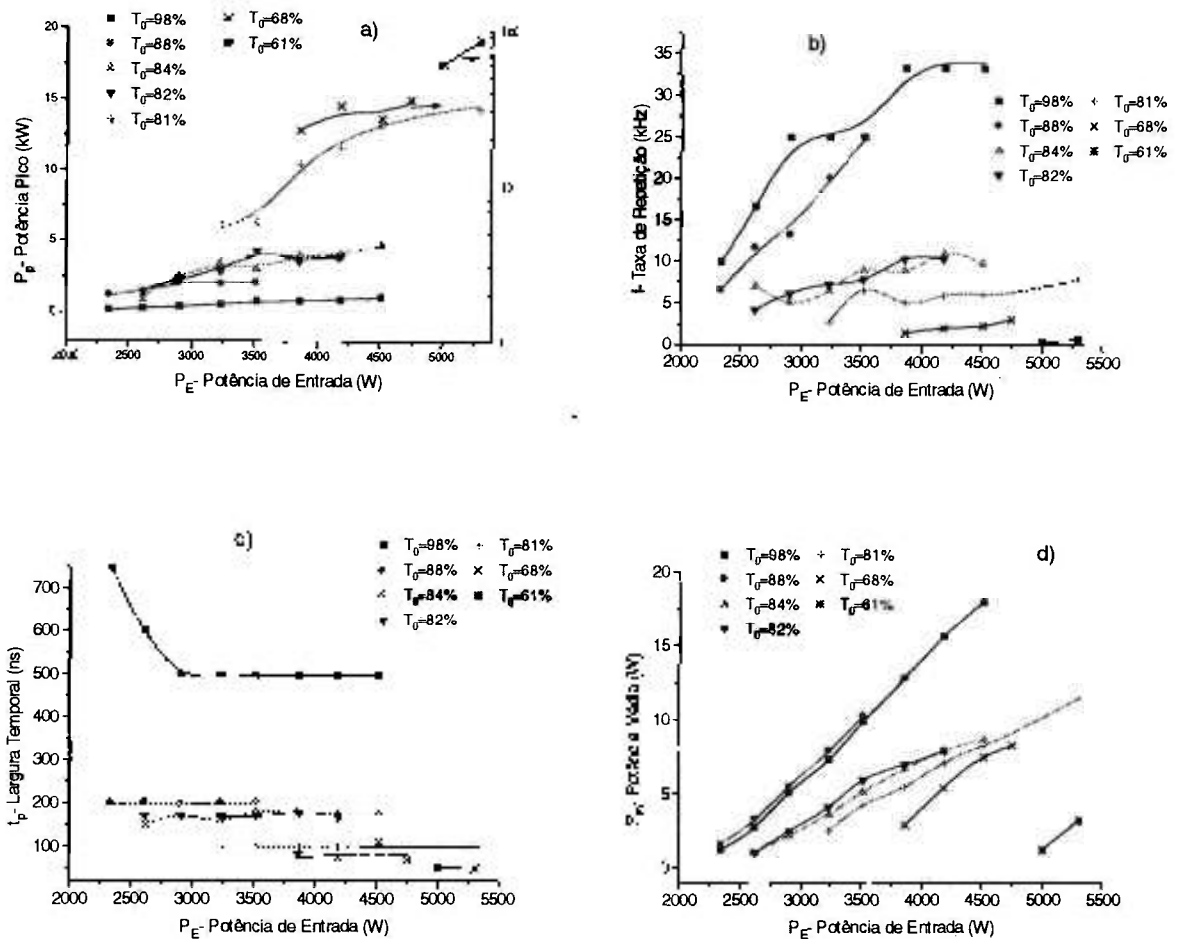 a)
T0=98%
T0=88%
T0=84%
T0=82%
T0=81%
T0=68%
T0=61%
20
15
10
5
Pp- Potência Pico (kW)
2500 3000 3500 4000 4500 5000
PE- Potência de Entrada (W)
b)
T0=98%
T0=88%
T0=84%
T0=82%
T0=81%
T0=68%
T0=61%
35
30
25
20
15
10
5
0
f- Taxa de Repetição (kHz)
2000 2500 3000 3500 4000 4500 5000 5500
PE- Potência de Entrada (W)
c)
T0=98%
T0=88%
T0=84%
T0=82%
T0=81%
T0=68%
T0=61%
700
600
500
400
300
200
100
tp- Largura Temporal (ns)
2000 2500 3000 3500 4000 4500 5000 5500
PE- Potência de Entrada (W)
d)
T0=98%
T0=88%
T0=84%
T0=82%
T0=81%
T0=68%
T0=61%
20
15
10
5
0
Potência Média (W)
2000 2500 3000 3500 4000 4500 5000 5500
PE- Potência de Entrada (W)